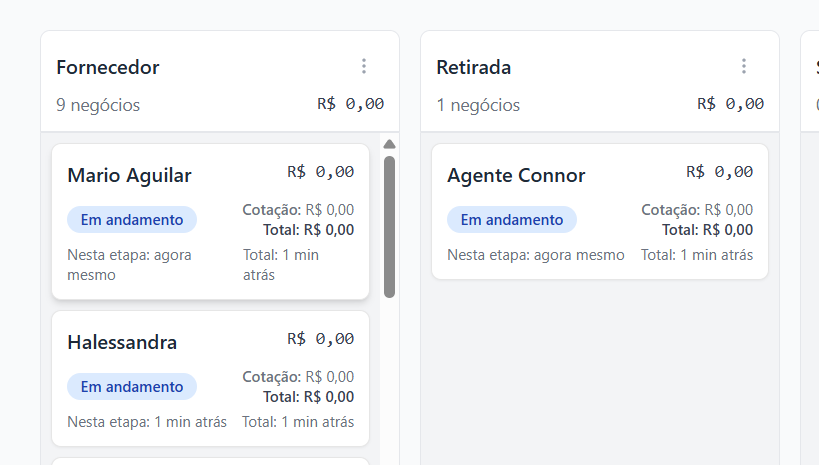 Fornecedor
9 negócios
R$ 0,00
Mario Aguilar
R$ 0,00
Em andamento
Cotação: R$ 0,00
Total: R$ 0,00
Nesta etapa: agora
mesmo
Total: 1 min
atrás
Halessandra
R$ 0,00
Em andamento
Cotação: R$ 0,00
Total: R$ 0,00
Nesta etapa: 1 min atrás
Total: 1 min atrás
Retirada
1 negócios
R$ 0,00
Agente Connor
R$ 0,00
Em andamento
Cotação: R$ 0,00
Total: R$ 0,00
Nesta etapa: agora mesmo
Total: 1 min atrás